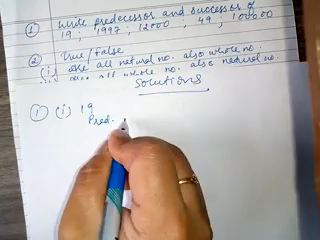 ① Write predecessor and successor of
19 ; 1997 ; 12000 ; 49 ; 100000
② True/False
(i) Are all natural no. also whole no.
all whole no. also natural no.
Solutions
① (i) 19
Pred.